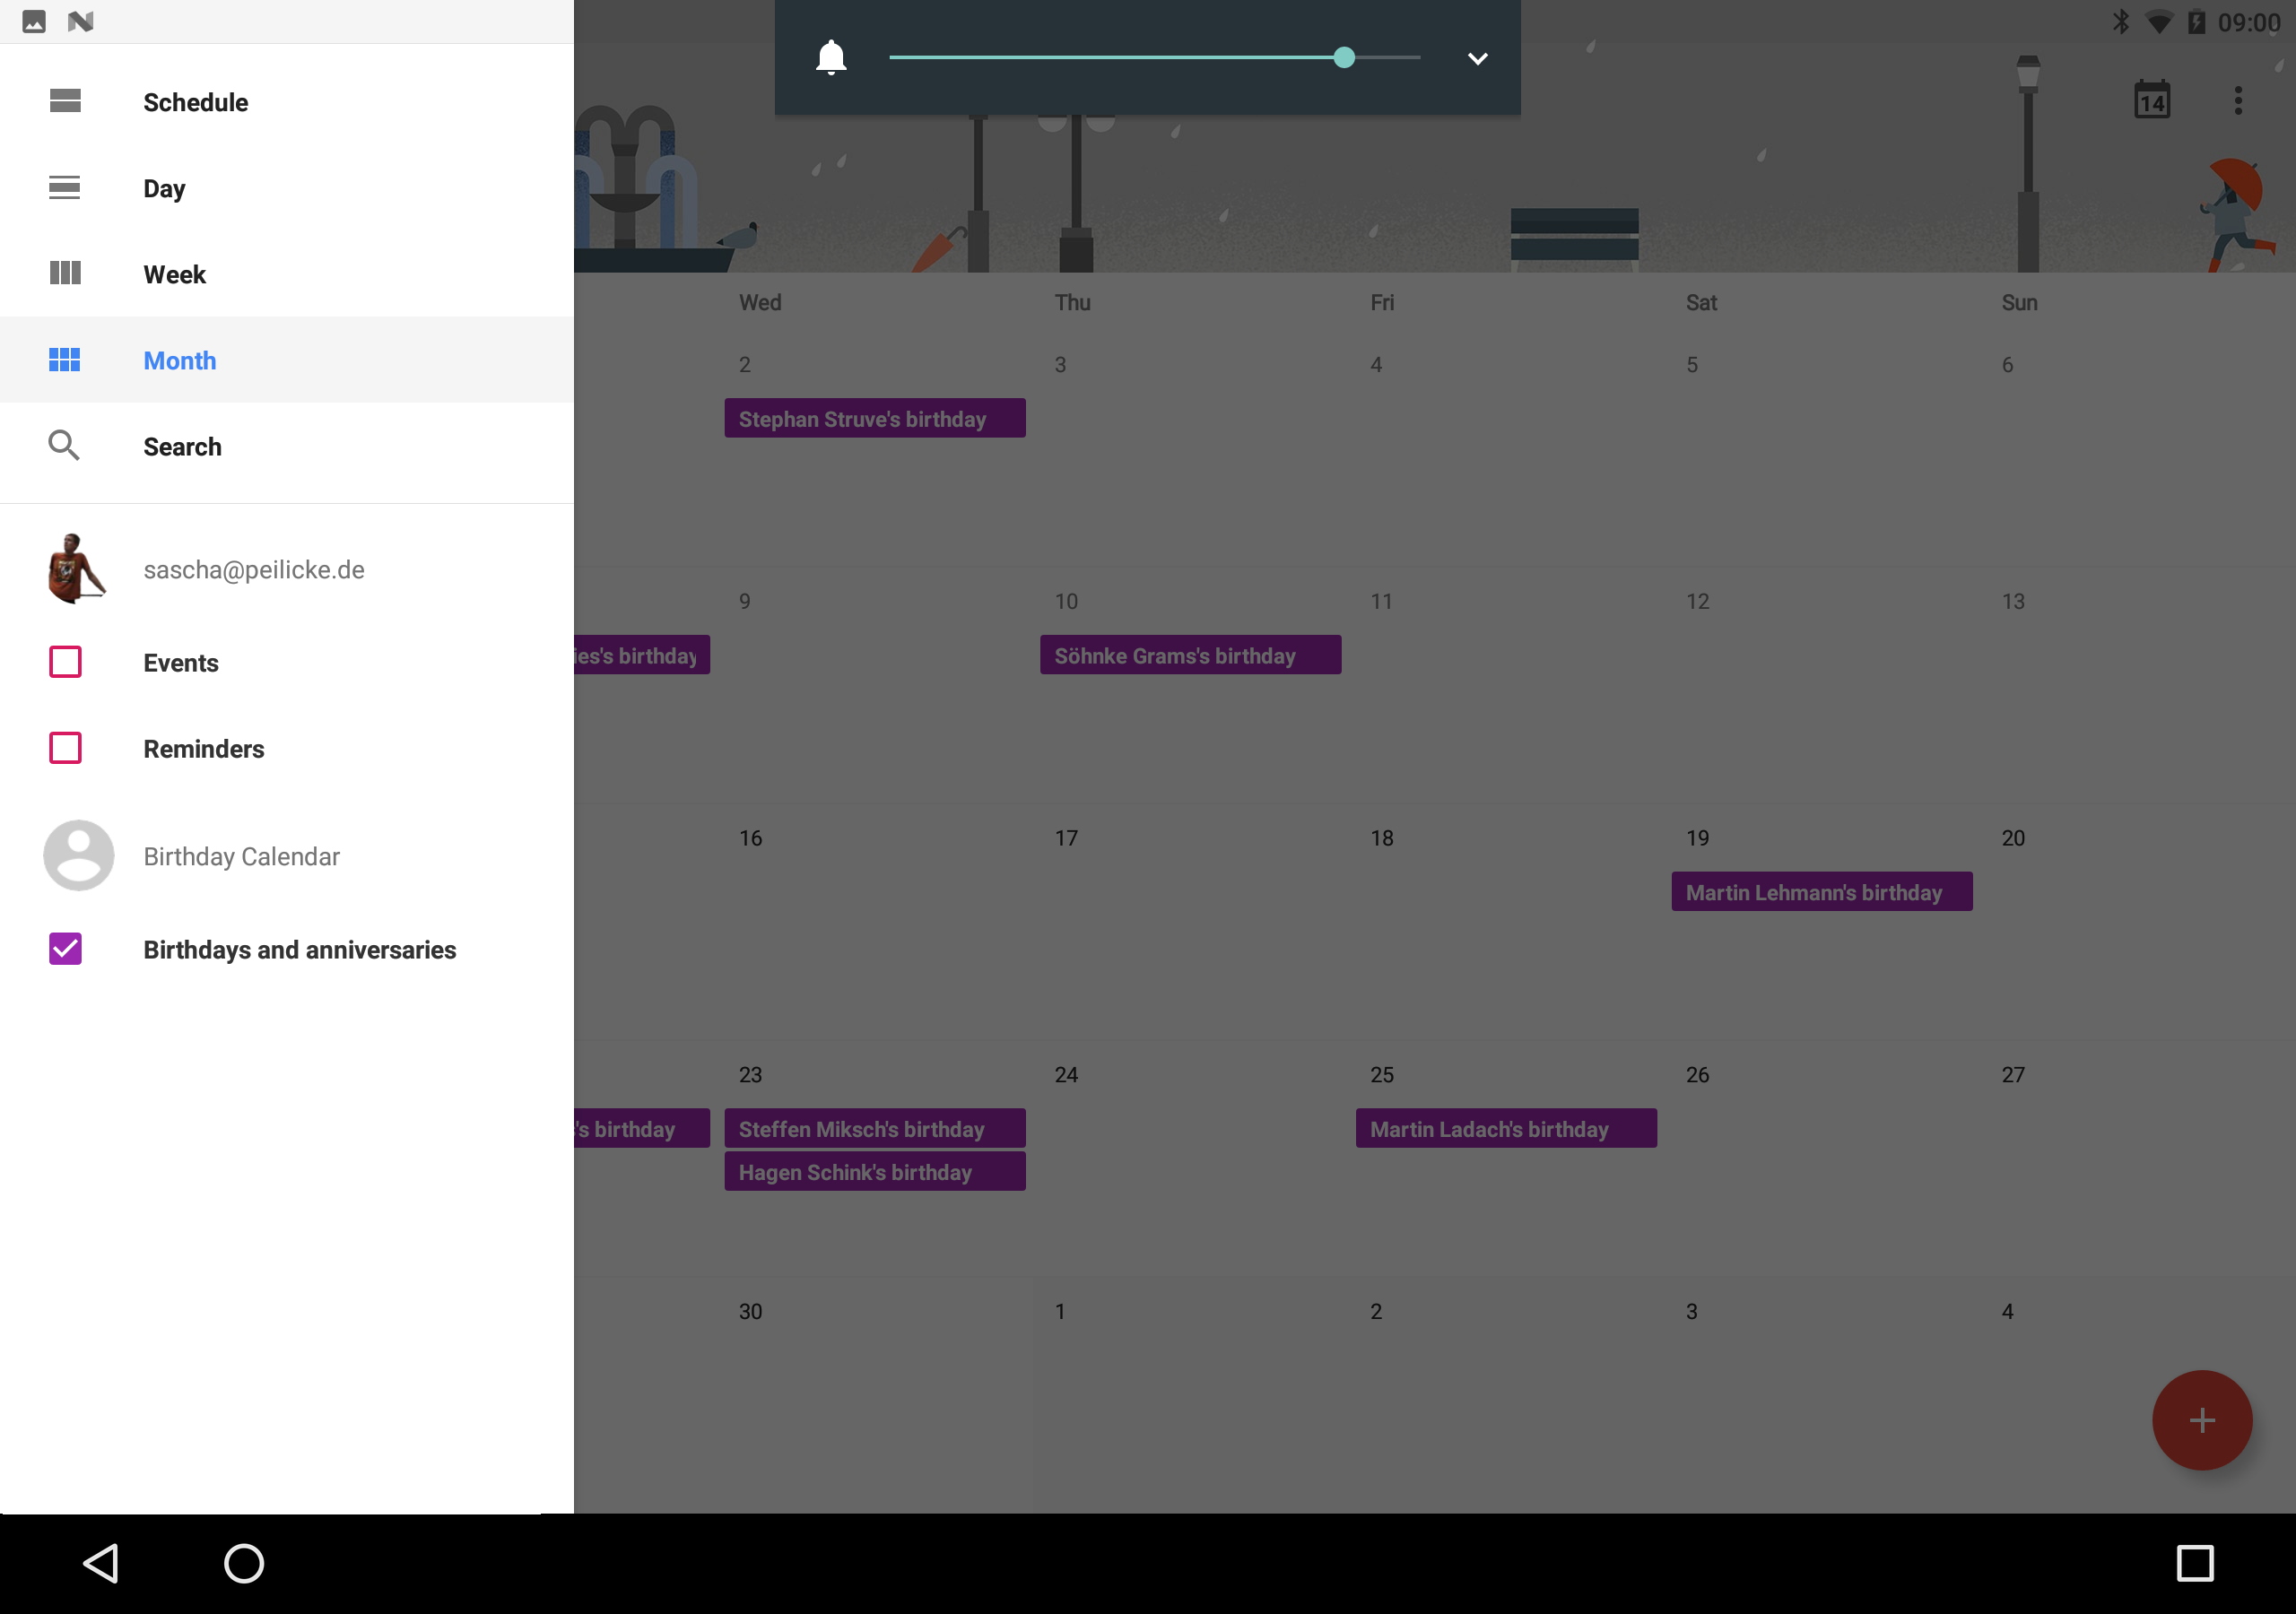 09:00
14
Schedule
Day
Week
Month
Search
sascha@peilicke.de
Events
Reminders
Birthday Calendar
Birthdays and anniversaries
Wed Thu Fri Sat Sun
2 3 4 5 6
Stephan Struve's birthday
9 10 11 12 13
ies's birthday Söhnke Grams's birthday
16 17 18 19 20
Martin Lehmann's birthday
23 24 25 26 27
's birthday Steffen Miksch's birthday Martin Ladach's birthday
Hagen Schink's birthday
30 1 2 3 4